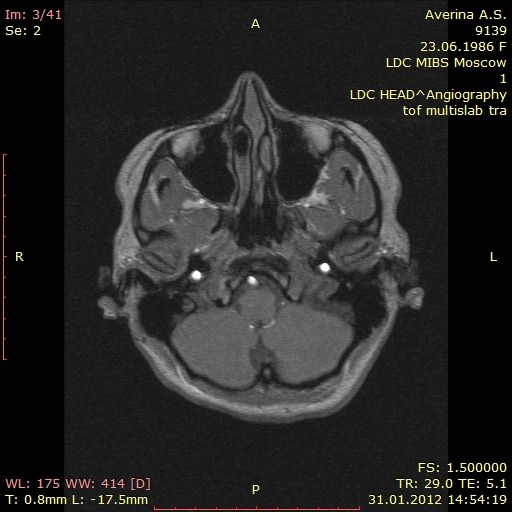 Im: 3/41
Se: 2
A
Averina A.S.
9139
23.06.1986 F
LDC MIBS Moscow
1
LDC HEAD^Angiography
tof multislab tra
R
L
WL: 175 WW: 414 [D]
T: 0.8mm L: -17.5mm
P
FS: 1.500000
TR: 29.0 TE: 5.1
31.01.2012 14:54:19